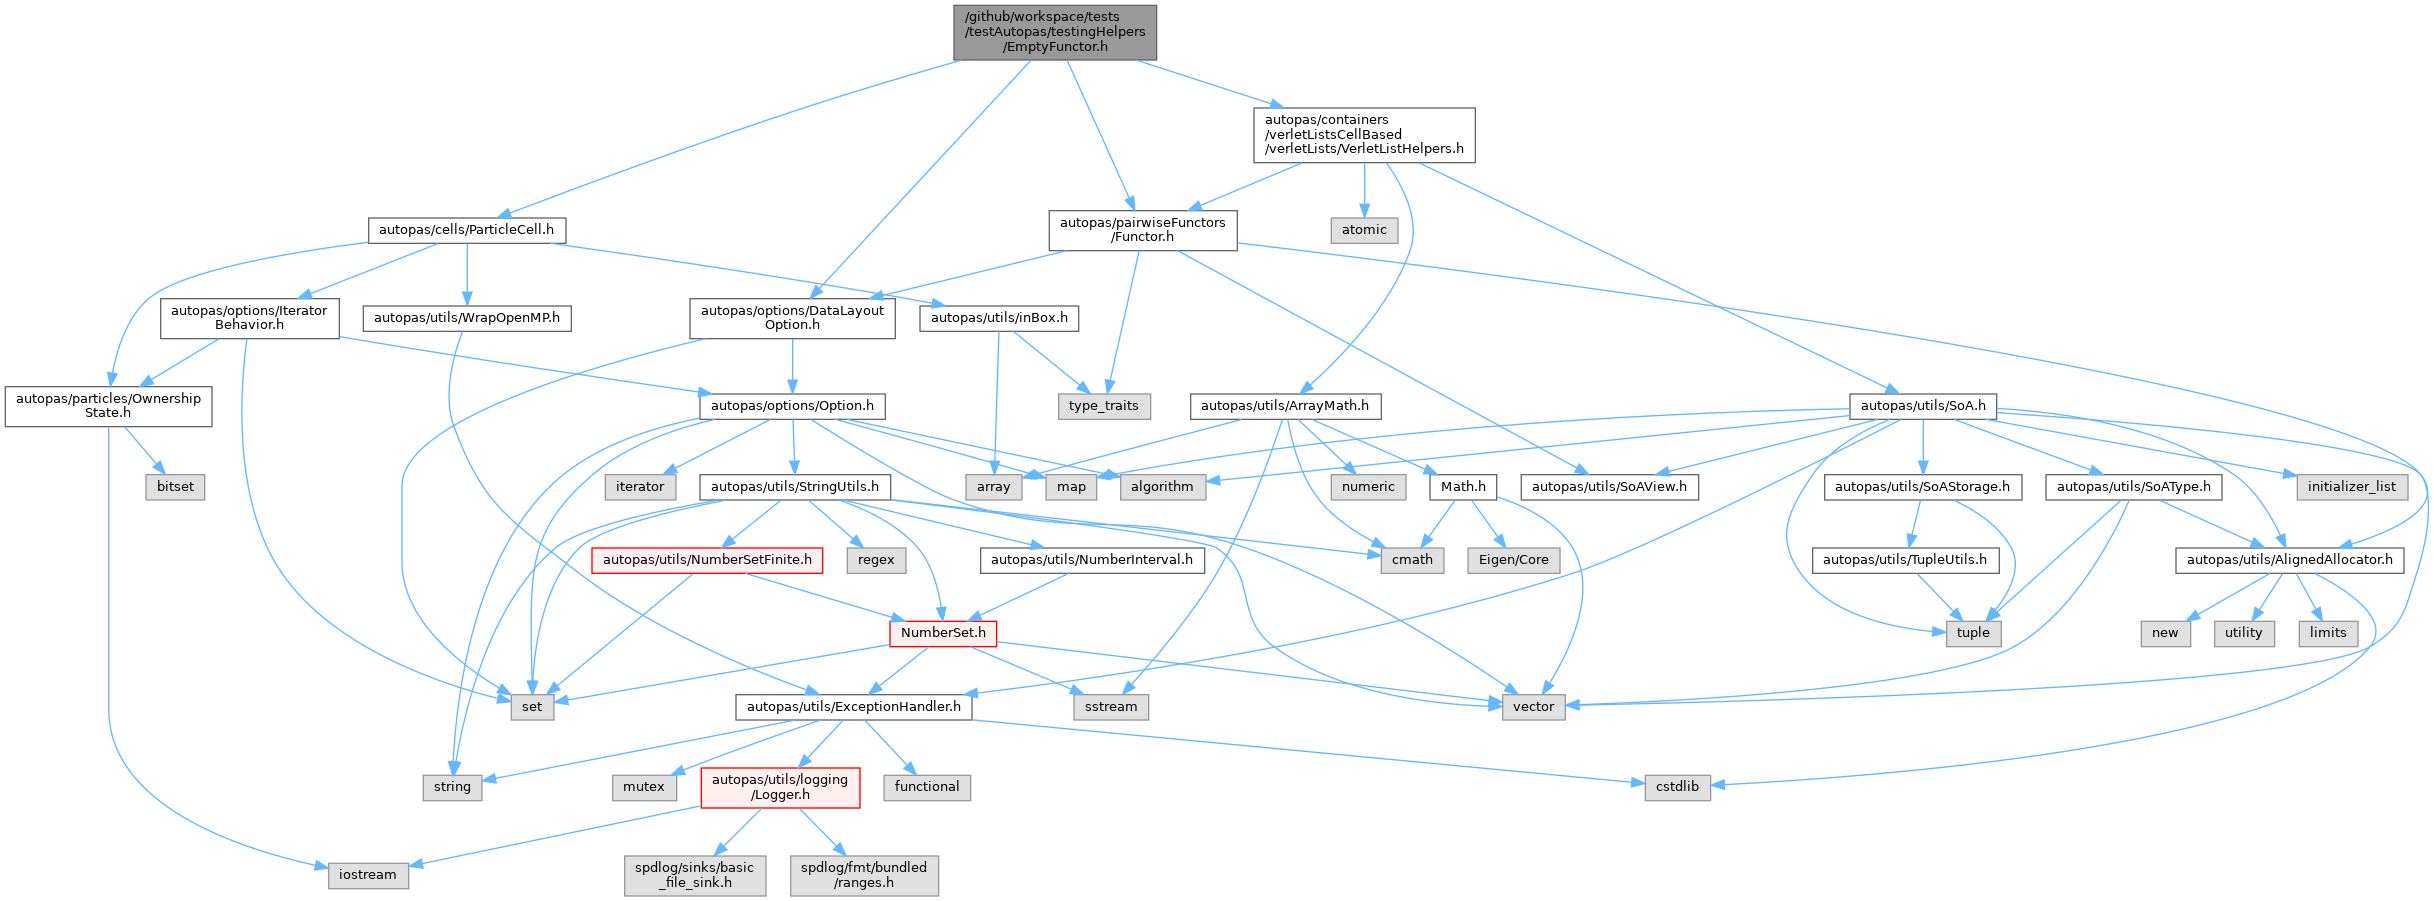 /github/workspace/tests
/testAutopas/testingHelpers
/EmptyFunctor.h
autopas/containers
/verletListsCellBased
/verletLists/VerletListHelpers.h
autopas/cells/ParticleCell.h
autopas/pairwiseFunctors
/Functor.h
atomic
autopas/options/Iterator
Behavior.h
autopas/utils/WrapOpenMP.h
autopas/options/DataLayout
Option.h
autopas/utils/inBox.h
autopas/particles/Ownership
State.h
autopas/options/Option.h
type_traits
autopas/utils/ArrayMath.h
autopas/utils/SoA.h
bitset
iterator
autopas/utils/StringUtils.h
array
map
algorithm
numeric
Math.h
autopas/utils/SoAView.h
autopas/utils/SoAStorage.h
autopas/utils/SoAType.h
initializer_list
autopas/utils/NumberSetFinite.h
regex
autopas/utils/NumberInterval.h
cmath
Eigen/Core
autopas/utils/TupleUtils.h
autopas/utils/AlignedAllocator.h
NumberSet.h
tuple
new
utility
limits
set
autopas/utils/ExceptionHandler.h
sstream
vector
string
mutex
autopas/utils/logging
/Logger.h
functional
cstdlib
iostream
spdlog/sinks/basic
_file_sink.h
spdlog/fmt/bundled
/ranges.h